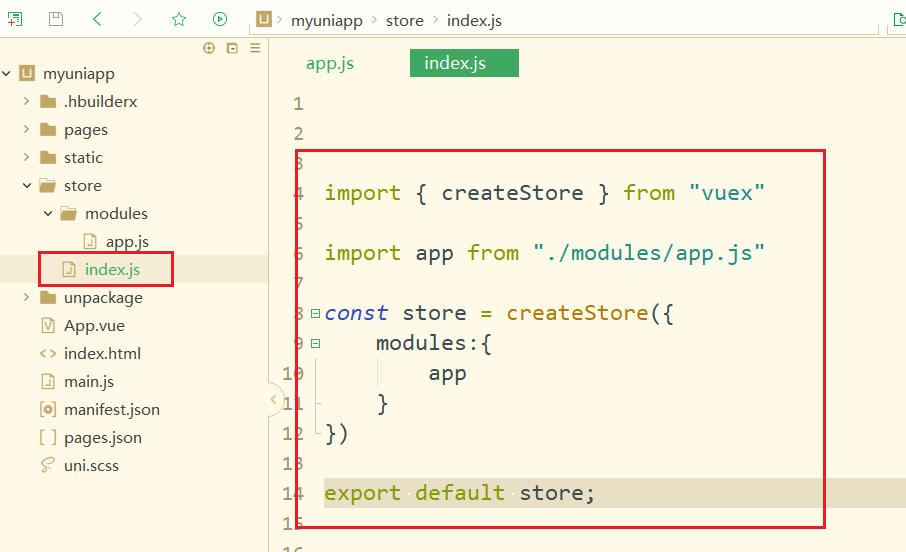 myuniapp > store > index.js
myuniapp
.hbuilderx
pages
static
store
modules
app.js
index.js
unpackage
App.vue
index.html
main.js
manifest.json
pages.json
uni.scss
app.js index.js
1
2
3
4 import { createStore } from "vuex"
5
6 import app from "./modules/app.js"
7
8 const store = createStore({
9 modules:{
10 app
11 }
12 })
13
14 export default store;
15